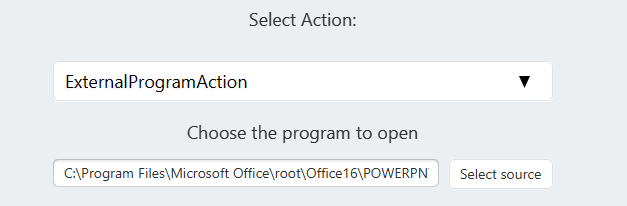 Select Action:
ExternalProgramAction
Choose the program to open
C:\Program Files\Microsoft Office\root\Office16\POWERPN
Select source